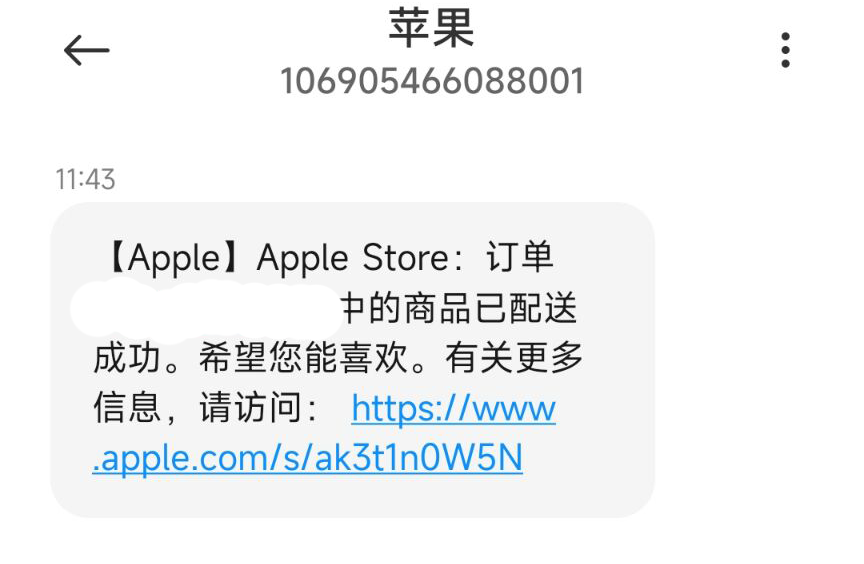 苹果
106905466088001
11:43
【Apple】Apple Store：订单
中的商品已配送
成功。希望您能喜欢。有关更多
信息，请访问： https://www
.apple.com/s/ak3t1n0W5N